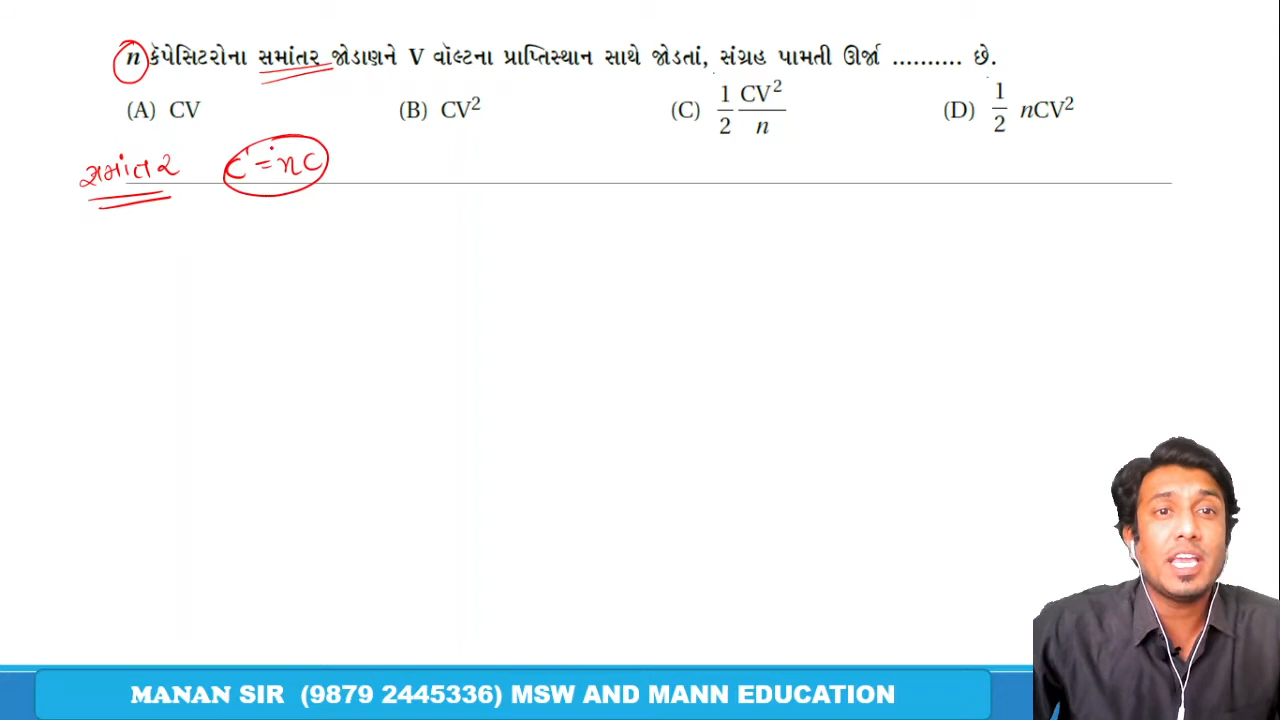 n કૅપેસિટરોના સમાંતર જોડાણને V વૉલ્ટના પ્રાપ્તિસ્થાન સાથે જોડતાં, સંગ્રહ પામતી ઊર્જા .......... છે.
(A) CV (B) CV² (C) 1/2 CV²/n (D) 1/2 nCV²
સમાંતર C' = nC
MANAN SIR (9879 2445336) MSW AND MANN EDUCATION